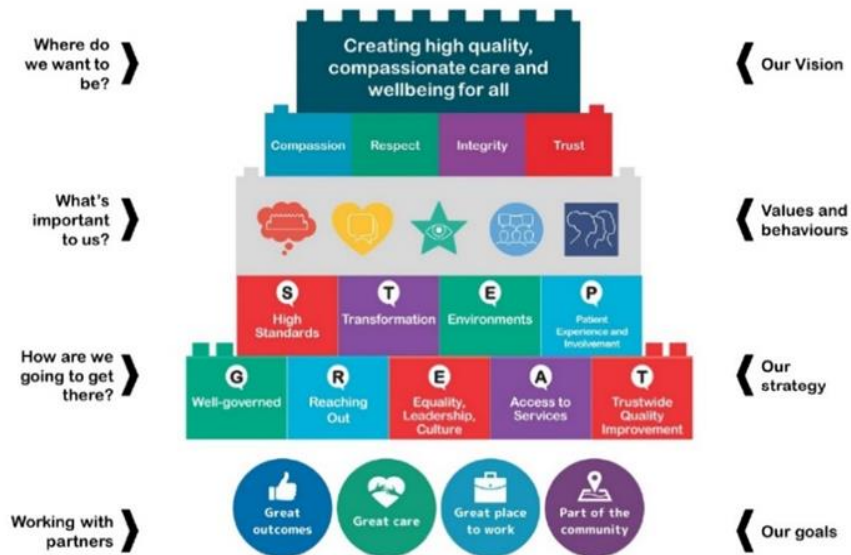 Where do
we want to
be?
Creating high quality,
compassionate care and
wellbeing for all
Our Vision
Compassion
Respect
Integrity
Trust
What's
important
to us?
Values and
behaviours
S
High
Standards
T
Transformation
E
Environments
P
Patient
Experience and
Involvement
How are we
going to get
there?
G
Well-governed
R
Reaching
Out
E
Equality,
Leadership,
Culture
A
Access to
Services
T
Trustwide
Quality
Improvement
Our
strategy
Working with
partners
Great
outcomes
Great care
Great place
to work
Part of the
community
Our goals